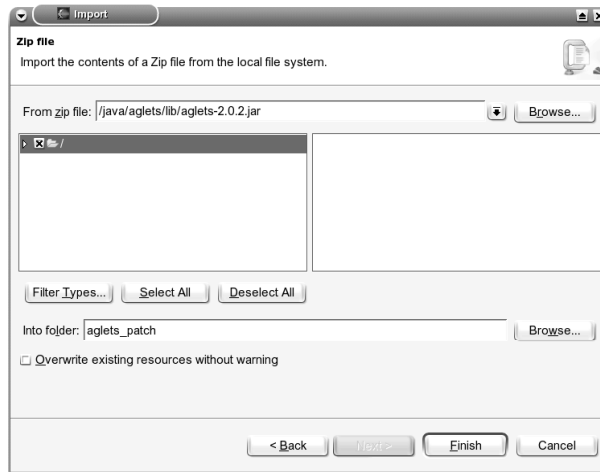 Import
Zip file
Import the contents of a Zip file from the local file system.
From zip file: /java/aglets/lib/aglets-2.0.2.jar Browse...
/
Filter Types... Select All Deselect All
Into folder: aglets_patch Browse...
Overwrite existing resources without warning
< Back Next > Finish Cancel